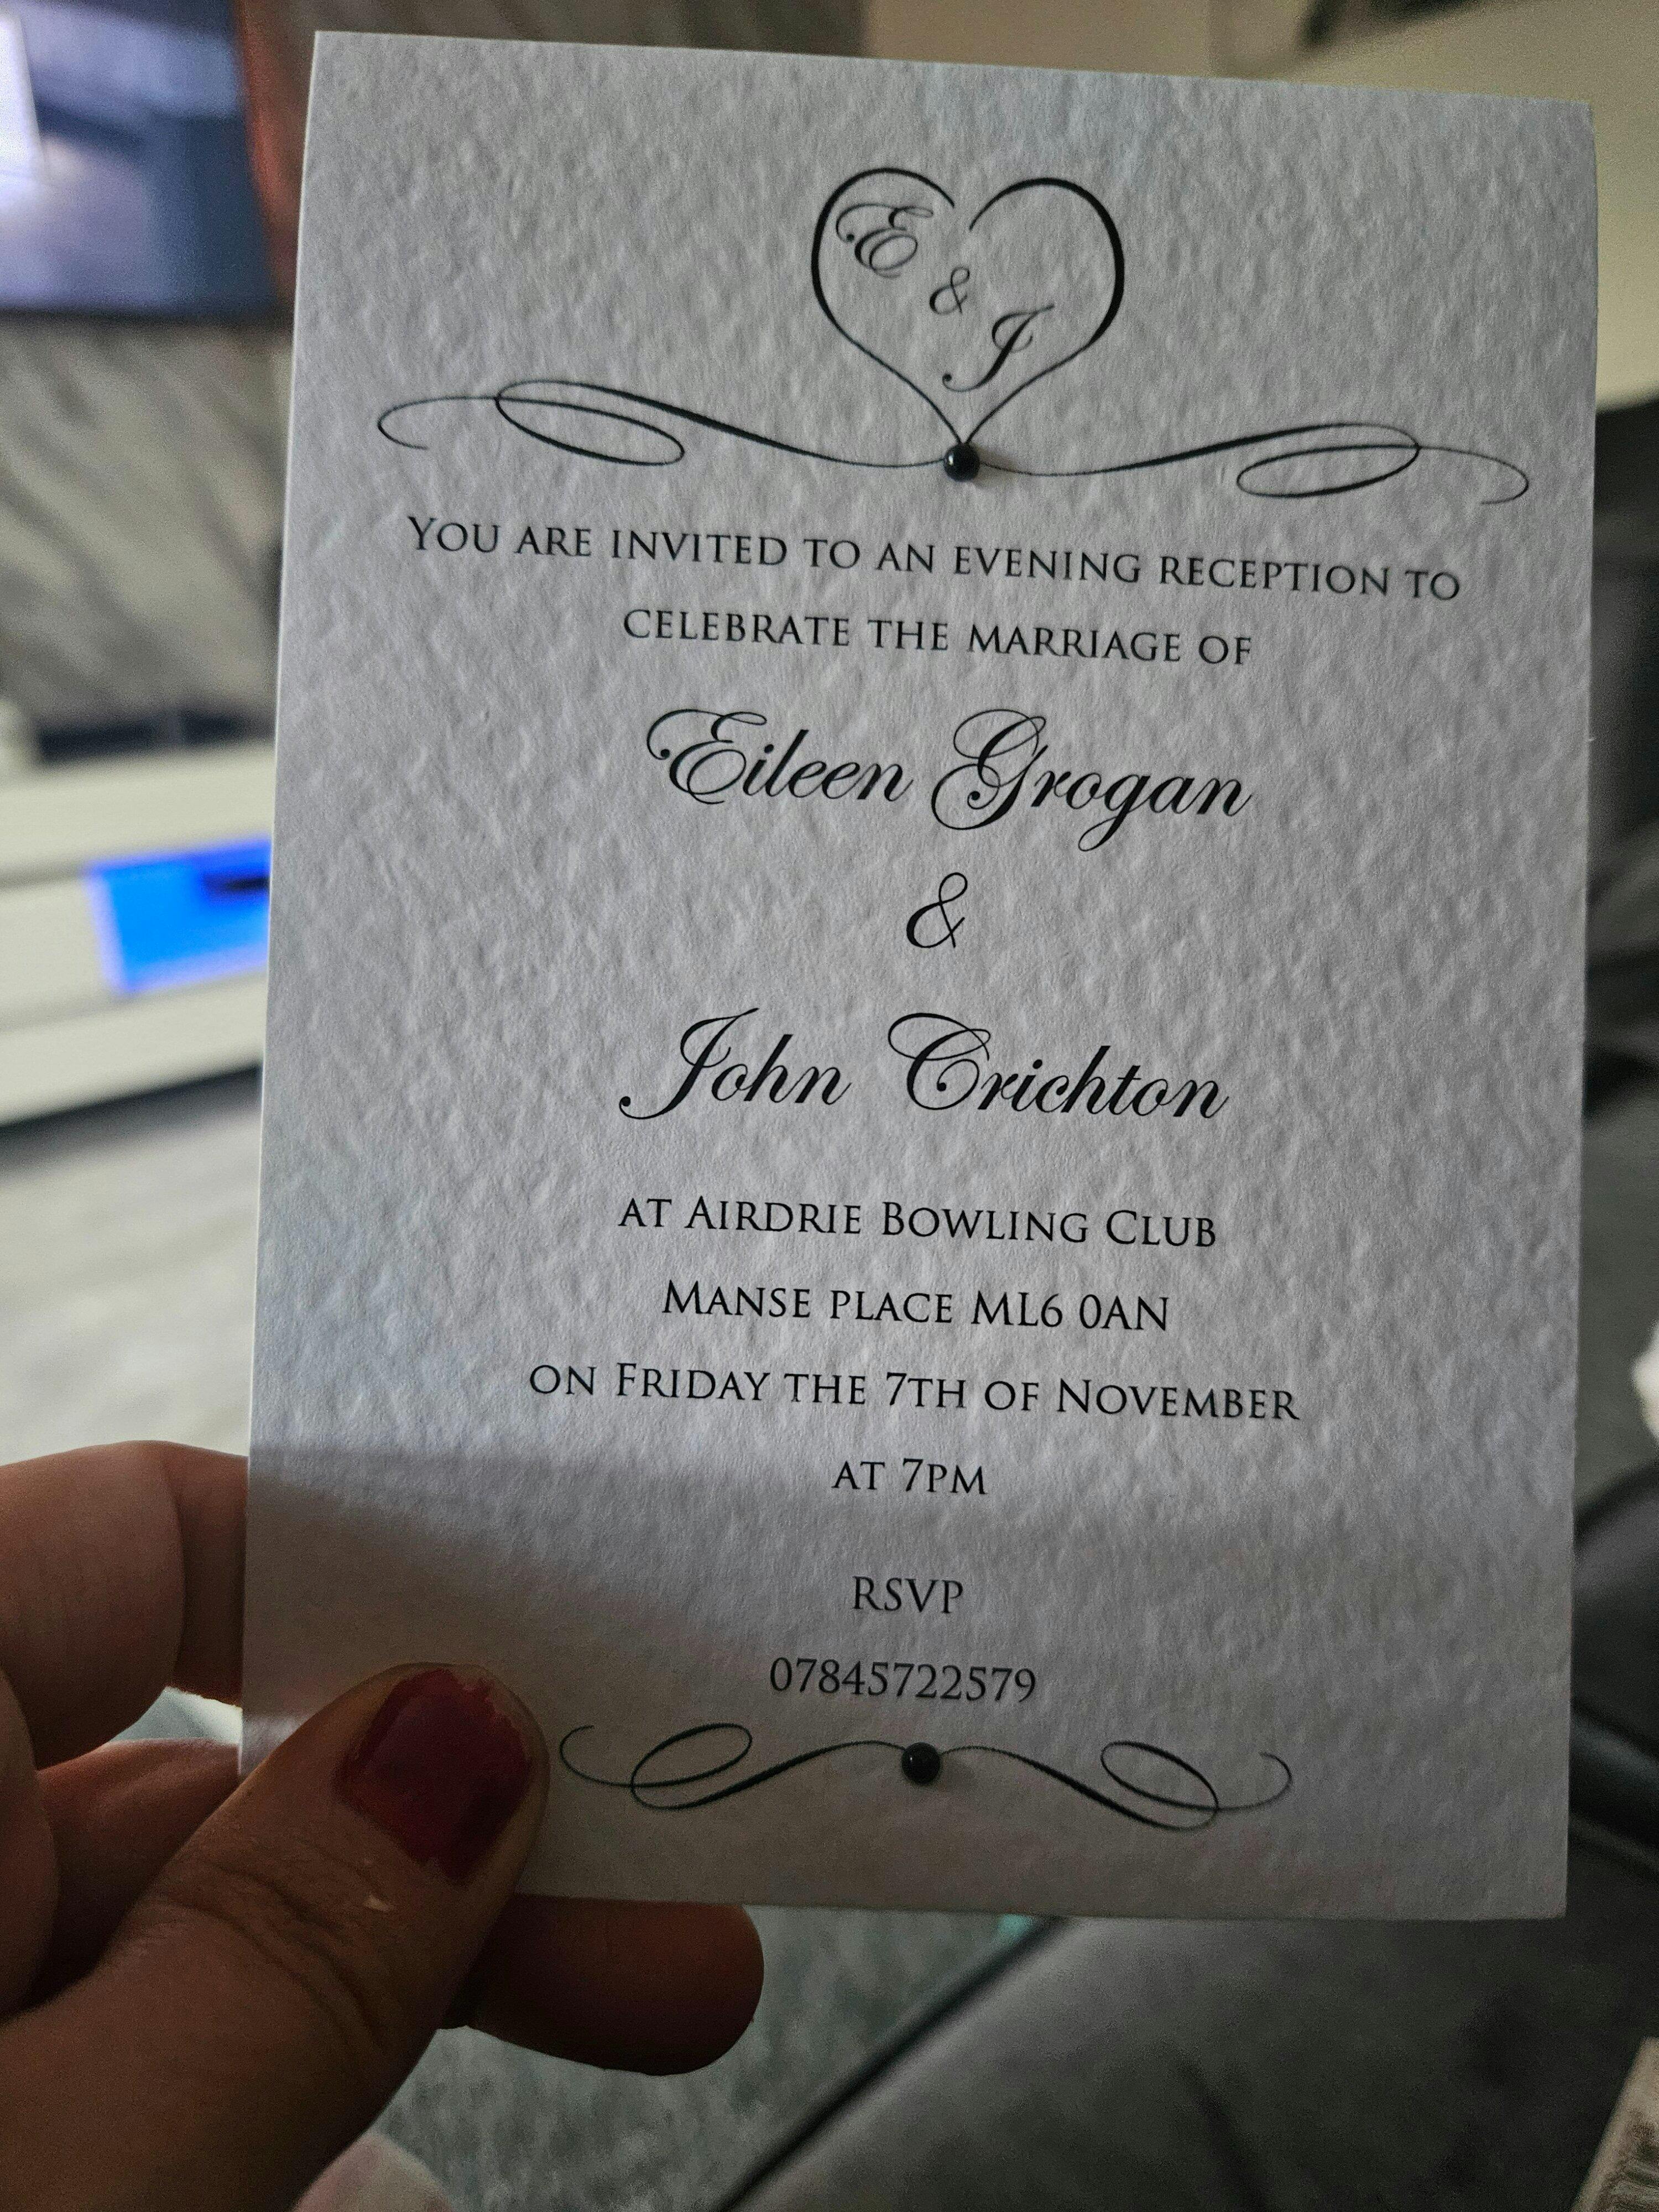 E
&
J
YOU ARE INVITED TO AN EVENING RECEPTION TO
CELEBRATE THE MARRIAGE OF
Eileen Grogan
&
John Crichton
AT AIRDRIE BOWLING CLUB
MANSE PLACE ML6 0AN
ON FRIDAY THE 7TH OF NOVEMBER
AT 7PM
RSVP
07845722579